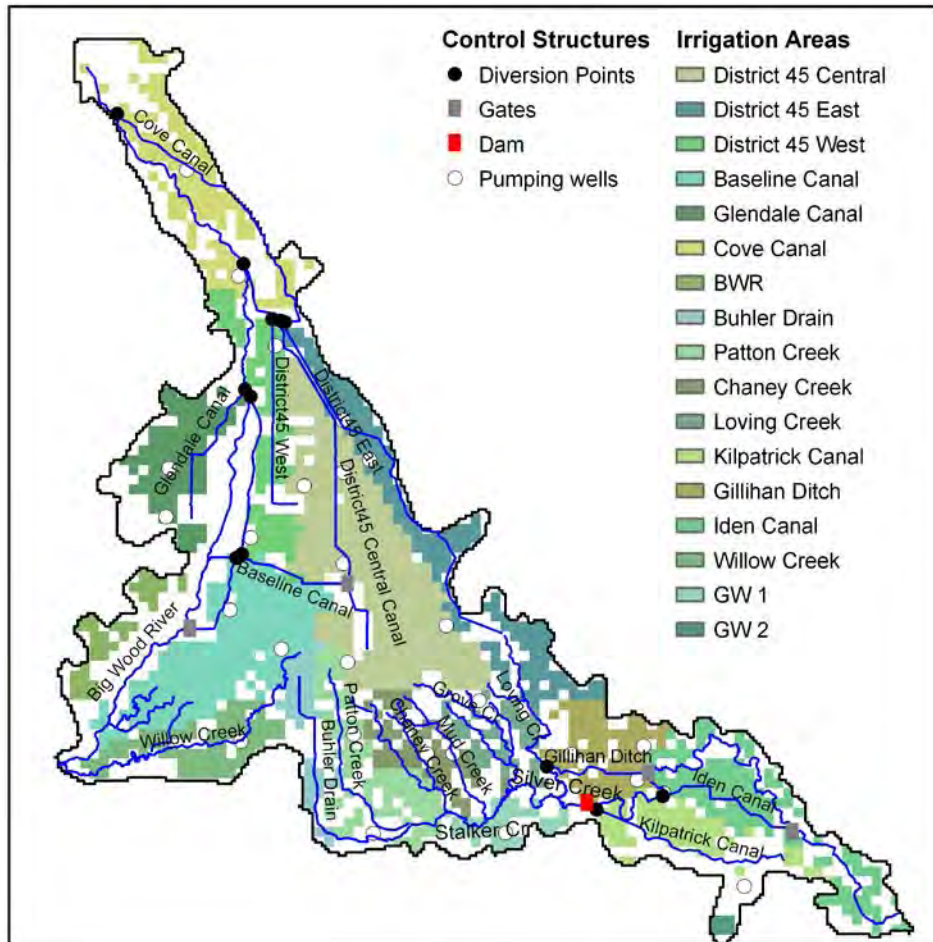 Control Structures
Diversion Points
Gates
Dam
Pumping wells
Irrigation Areas
District 45 Central
District 45 East
District 45 West
Baseline Canal
Glendale Canal
Cove Canal
BWR
Buhler Drain
Patton Creek
Chaney Creek
Loving Creek
Kilpatrick Canal
Gillihan Ditch
Iden Canal
Willow Creek
GW 1
GW 2
Cove Canal
District45 West
District45 East
Glendale Canal
District45 Central Canal
Baseline Canal
Big Wood River
Willow Creek
Buhler Drain
Patton Creek
Chaney Creek
Mud Creek
Grove Cr
Loving Cr
Gillihan Ditch
Silver Creek
Iden Canal
Kilpatrick Canal
Stalker Cr